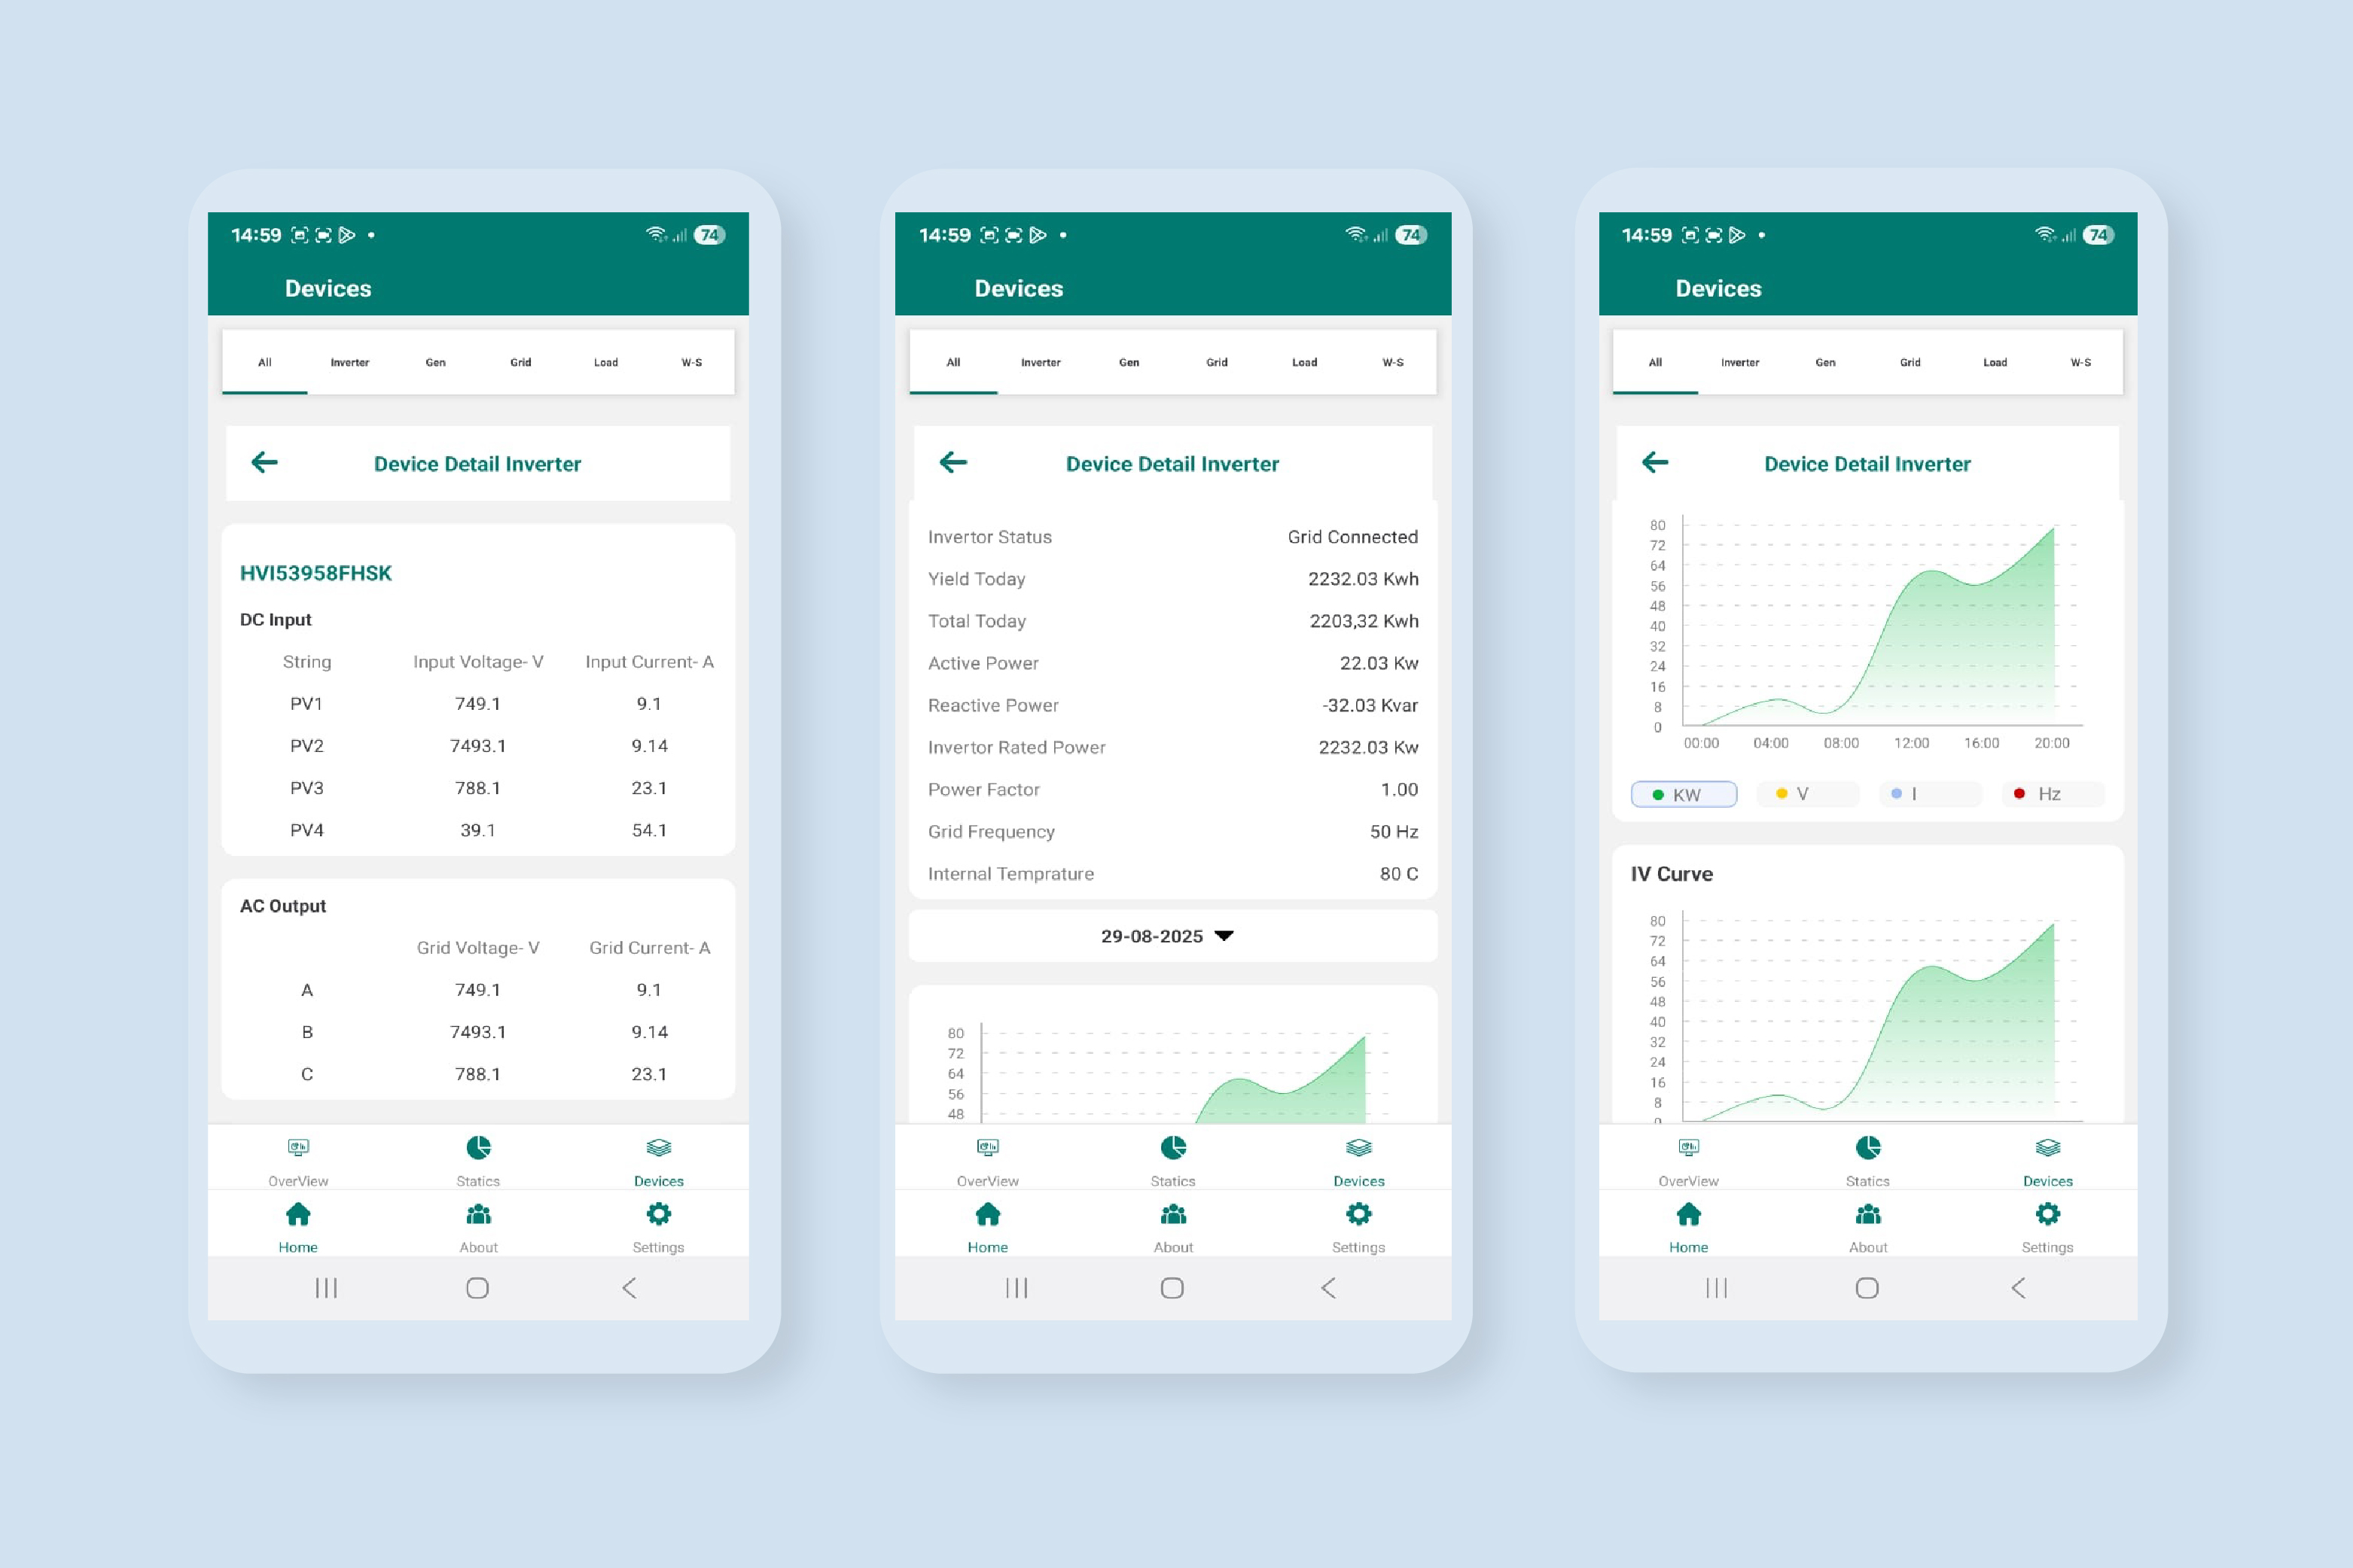 14:59
74
Devices
All Inverter Gen Grid Load W-S
Device Detail Inverter
HVI53958FHSK
DC Input
String Input Voltage- V Input Current- A
PV1 749.1 9.1
PV2 7493.1 9.14
PV3 788.1 23.1
PV4 39.1 54.1
AC Output
Grid Voltage- V Grid Current- A
A 749.1 9.1
B 7493.1 9.14
C 788.1 23.1
OverView Statics Devices
Home About Settings
14:59
74
Devices
All Inverter Gen Grid Load W-S
Device Detail Inverter
Invertor Status Grid Connected
Yield Today 2232.03 Kwh
Total Today 2203,32 Kwh
Active Power 22.03 Kw
Reactive Power -32.03 Kvar
Invertor Rated Power 2232.03 Kw
Power Factor 1.00
Grid Frequency 50 Hz
Internal Temprature 80 C
29-08-2025
80
72
64
56
48
OverView Statics Devices
Home About Settings
14:59
74
Devices
All Inverter Gen Grid Load W-S
Device Detail Inverter
80
72
64
56
48
40
32
24
16
8
0
00:00 04:00 08:00 12:00 16:00 20:00
KW V I Hz
IV Curve
80
72
64
56
48
40
32
24
16
8
0
OverView Statics Devices
Home About Settings